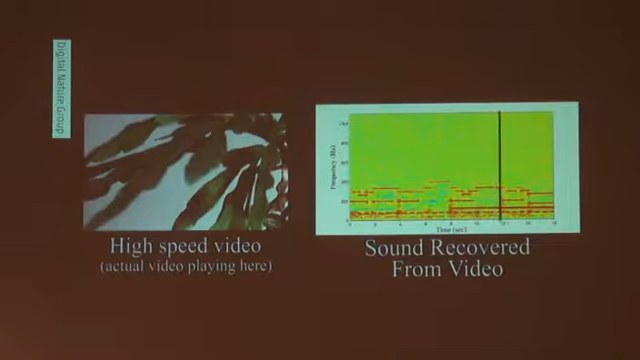 Digital Nature Group
High speed video
(actual video playing here)
Frequency (Hz)
Time (sec)
Sound Recovered
From Video